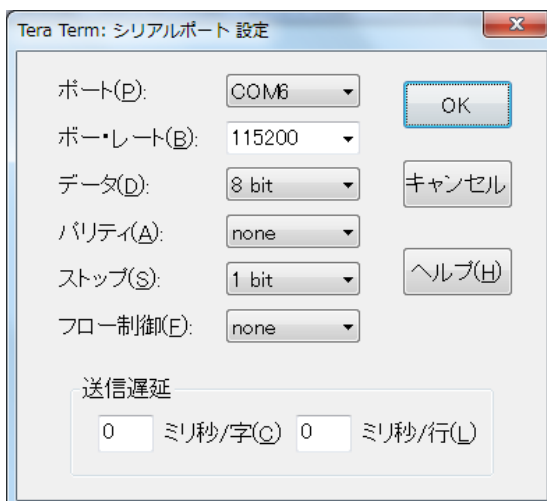 Tera Term: シリアルポート 設定
X
ポート(P): COM6
OK
ボー・レート(B): 115200
データ(D): 8 bit
キャンセル
パリティ(A): none
ストップ(S): 1 bit
ヘルプ(H)
フロー制御(F): none
送信遅延
0 ミリ秒/字(C) 0 ミリ秒/行(L)